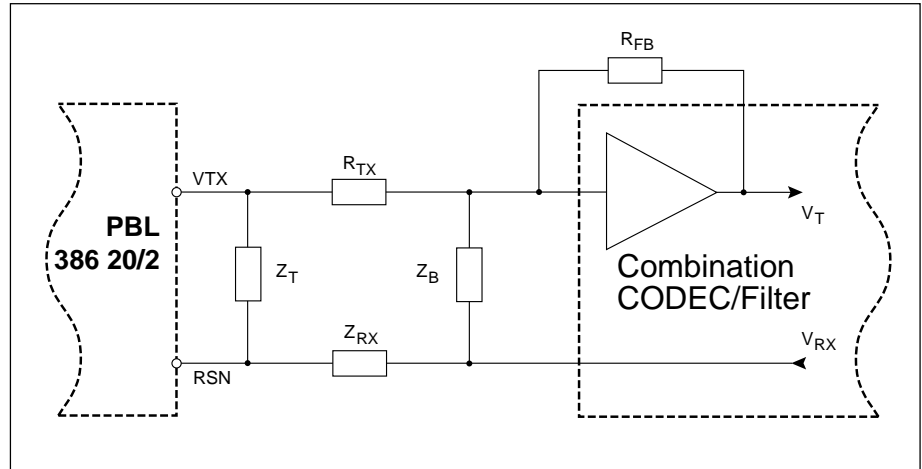 R_FB
R_TX
VTX
PBL
386 20/2
V_T
Z_T
Z_B
Combination
CODEC/Filter
Z_RX
V_RX
RSN